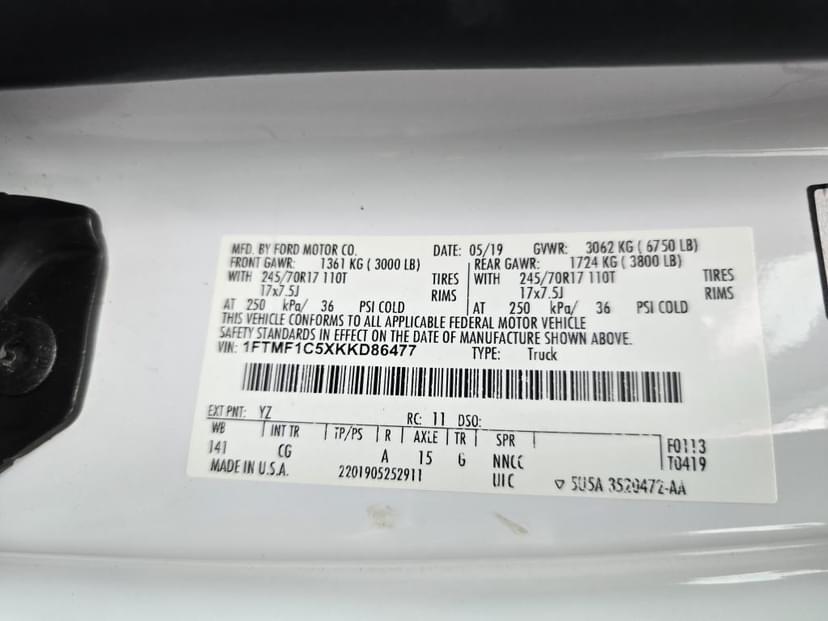 MFD. BY FORD MOTOR CO. DATE: 05/19 GVWR: 3062 KG ( 6750 LB)
FRONT GAWR: 1361 KG ( 3000 LB) REAR GAWR: 1724 KG ( 3800 LB)
WITH 245/70R17 110T TIRES WITH 245/70R17 110T TIRES
17x7.5J RIMS 17x7.5J RIMS
AT 250 kPa/ 36 PSI COLD AT 250 kPa/ 36 PSI COLD
THIS VEHICLE CONFORMS TO ALL APPLICABLE FEDERAL MOTOR VEHICLE
SAFETY STANDARDS IN EFFECT ON THE DATE OF MANUFACTURE SHOWN ABOVE.
VIN: 1FTMF1C5XKKD86477 TYPE: Truck
EXT PNT: YZ RC: 11 DSO:
WB INT TR TP/PS R AXLE TR SPR F0113
141 CG A 15 G NNCC T0419
MADE IN U.S.A. 2201905252911 UIC ▽ 5U5A 3520472-AA